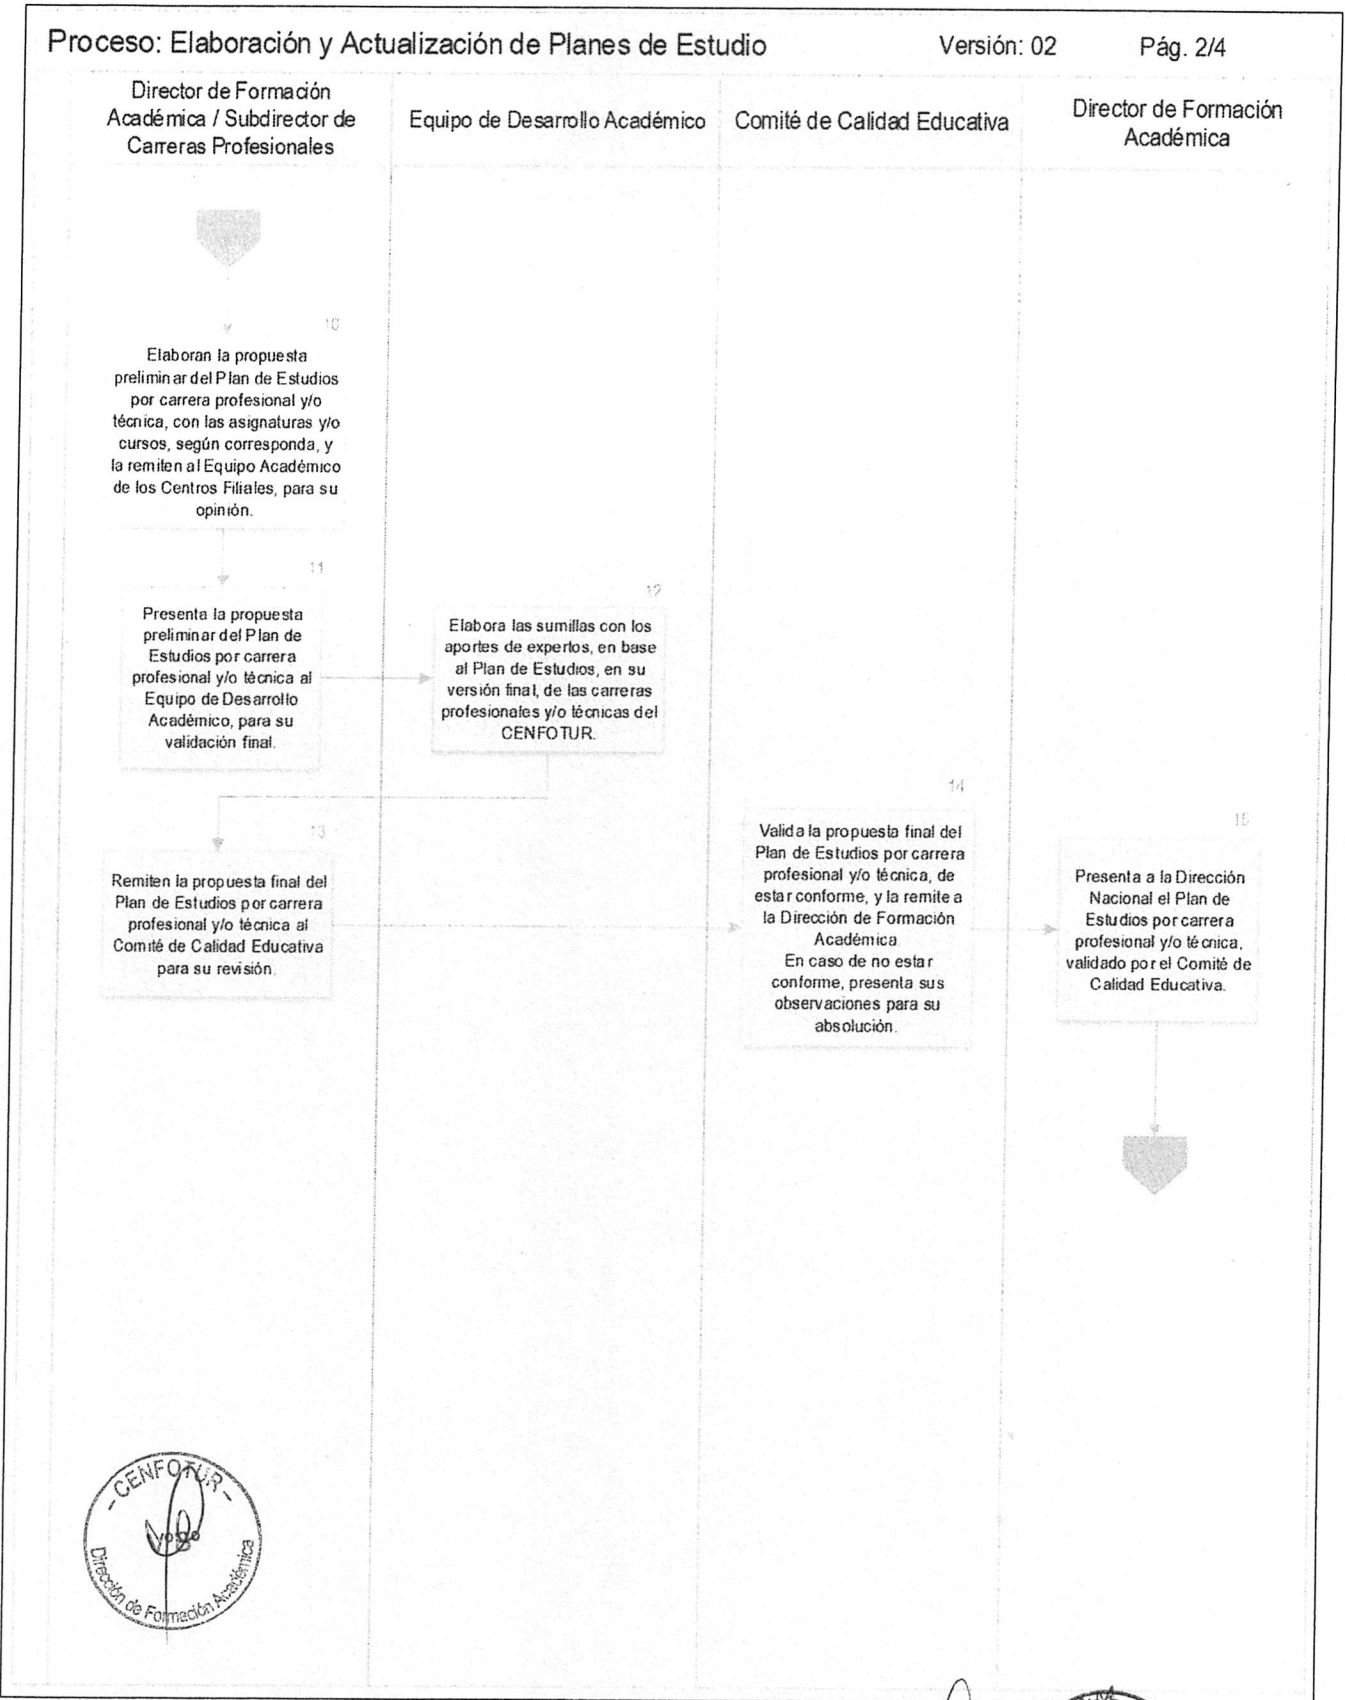 Proceso: Elaboración y Actualización de Planes de Estudio Versión: 02 Pág. 2/4
Director de Formación
Académica / Subdirector de
Carreras Profesionales
Equipo de Desarrollo Académico
Comité de Calidad Educativa
Director de Formación
Académica
10
Elaboran la propuesta
preliminar del Plan de Estudios
por carrera profesional y/o
técnica, con las asignaturas y/o
cursos, según corresponda, y
la remiten al Equipo Académico
de los Centros Filiales, para su
opinión.
11
Presenta la propuesta
preliminar del Plan de
Estudios por carrera
profesional y/o técnica al
Equipo de Desarrollo
Académico, para su
validación final.
12
Elabora las sumillas con los
aportes de expertos, en base
al Plan de Estudios, en su
versión final, de las carreras
profesionales y/o técnicas del
CENFOTUR.
13
Remiten la propuesta final del
Plan de Estudios por carrera
profesional y/o técnica al
Comité de Calidad Educativa
para su revisión.
14
Valida la propuesta final del
Plan de Estudios por carrera
profesional y/o técnica, de
estar conforme, y la remite a
la Dirección de Formación
Académica
En caso de no estar
conforme, presenta sus
observaciones para su
absolución.
15
Presenta a la Dirección
Nacional el Plan de
Estudios por carrera
profesional y/o técnica,
validado por el Comité de
Calidad Educativa.
- CENFOTUR -
VºBº
Dirección de Formación Académica